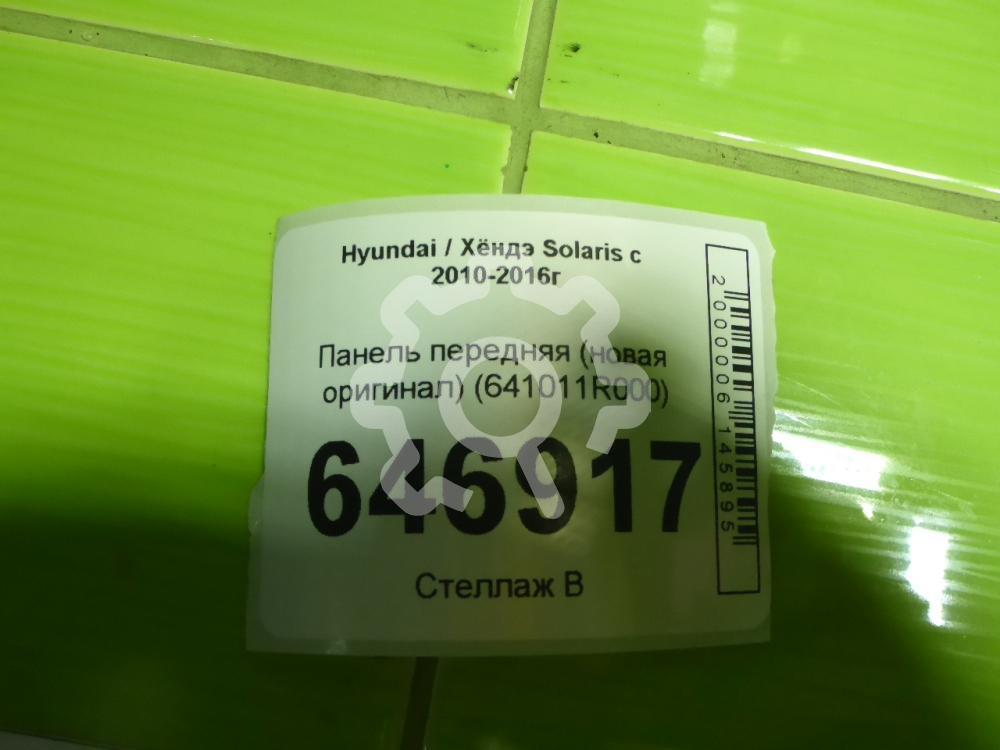 Hyundai / Хёндэ Solaris с
2010-2016г
Панель передняя (новая
оригинал) (641011R000)
646917
Стеллаж В
2000006145895